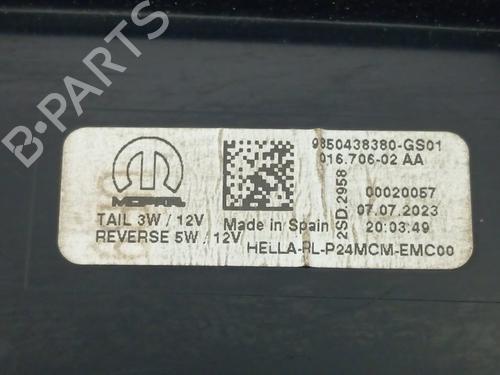 MOPAR
TAIL 3W / 12V
REVERSE 5W / 12V
Made in Spain
2SD.2958
9850438380-GS01
016.706-02 AA
00020057
07.07.2023
20:03:49
HELLA-PL-P24MCM-EMC00
B-PARTS